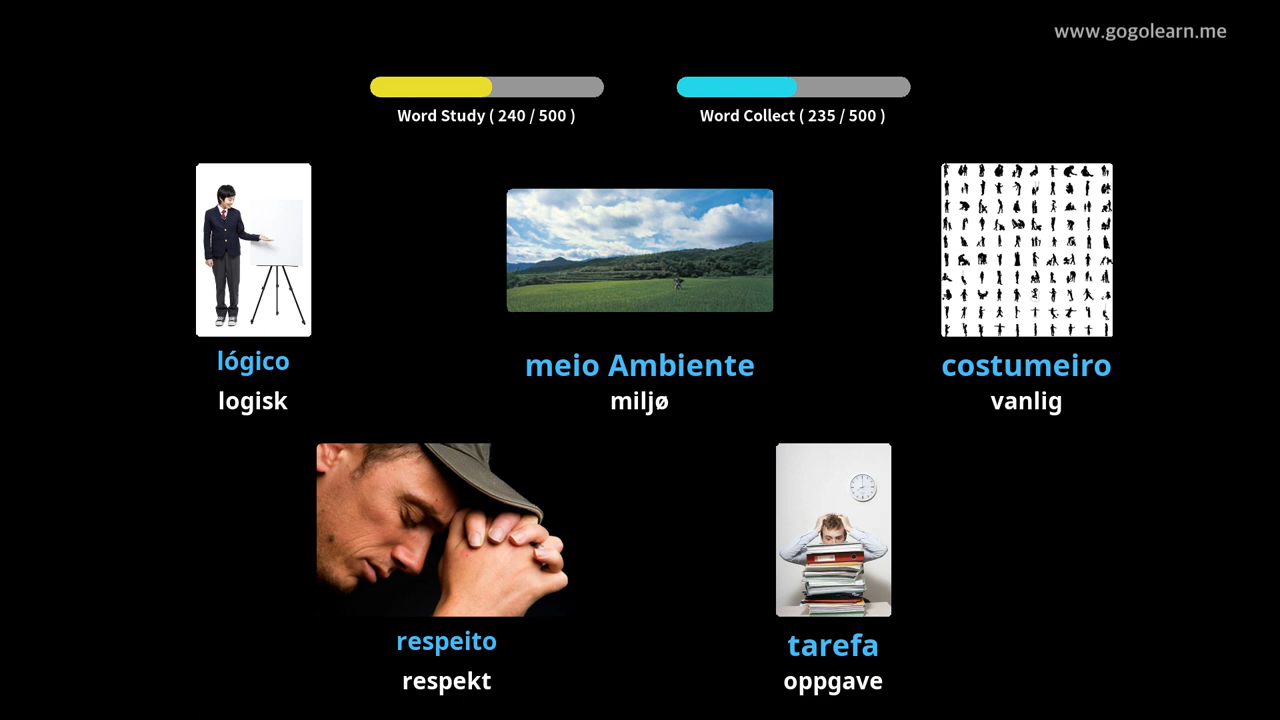 www.gogolearn.me
Word Study ( 240 / 500 )
Word Collect ( 235 / 500 )
lógico
logisk
meio Ambiente
miljø
costumeiro
vanlig
respeito
respekt
tarefa
oppgave